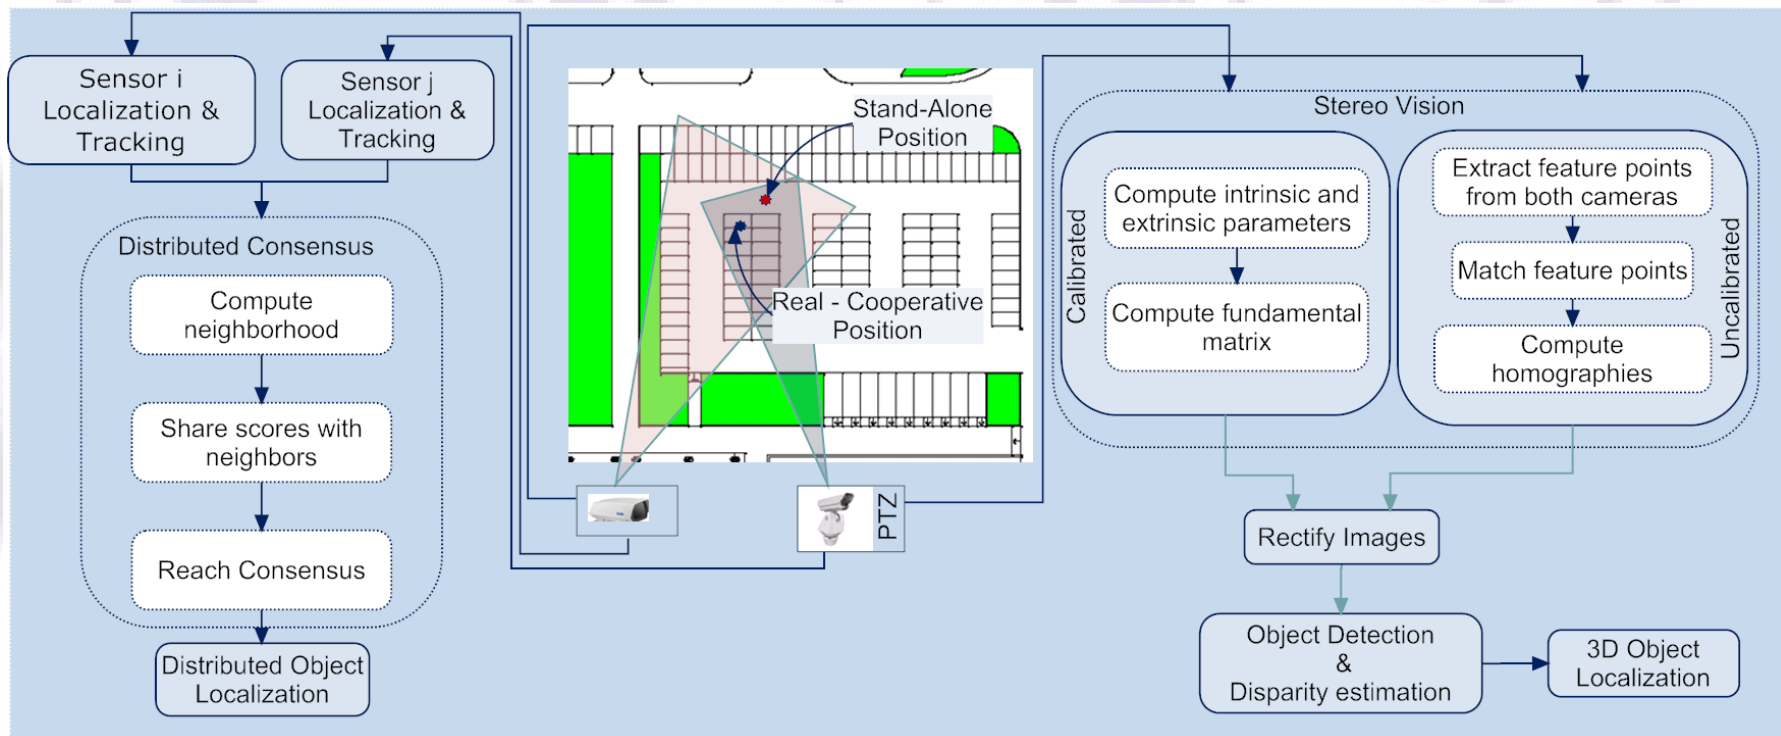 Sensor i
Localization &
Tracking
Sensor j
Localization &
Tracking
Distributed Consensus
Compute
neighborhood
Share scores with
neighbors
Reach Consensus
Distributed Object
Localization
Stand-Alone
Position
Real - Cooperative
Position
PTZ
Stereo Vision
Calibrated
Compute intrinsic and
extrinsic parameters
Compute fundamental
matrix
Uncalibrated
Extract feature points
from both cameras
Match feature points
Compute
homographies
Rectify Images
Object Detection
&
Disparity estimation
3D Object
Localization